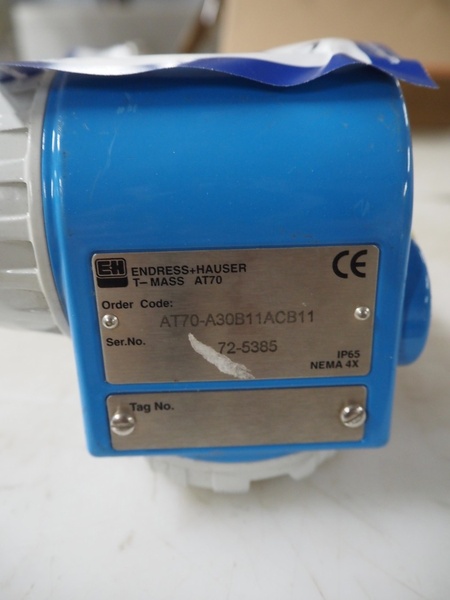 E+H ENDRESS+HAUSER
T-MASS AT70
CE
Order Code:
AT70-A30B11ACB11
Ser.No. 72-5385
IP65
NEMA 4X
Tag No.